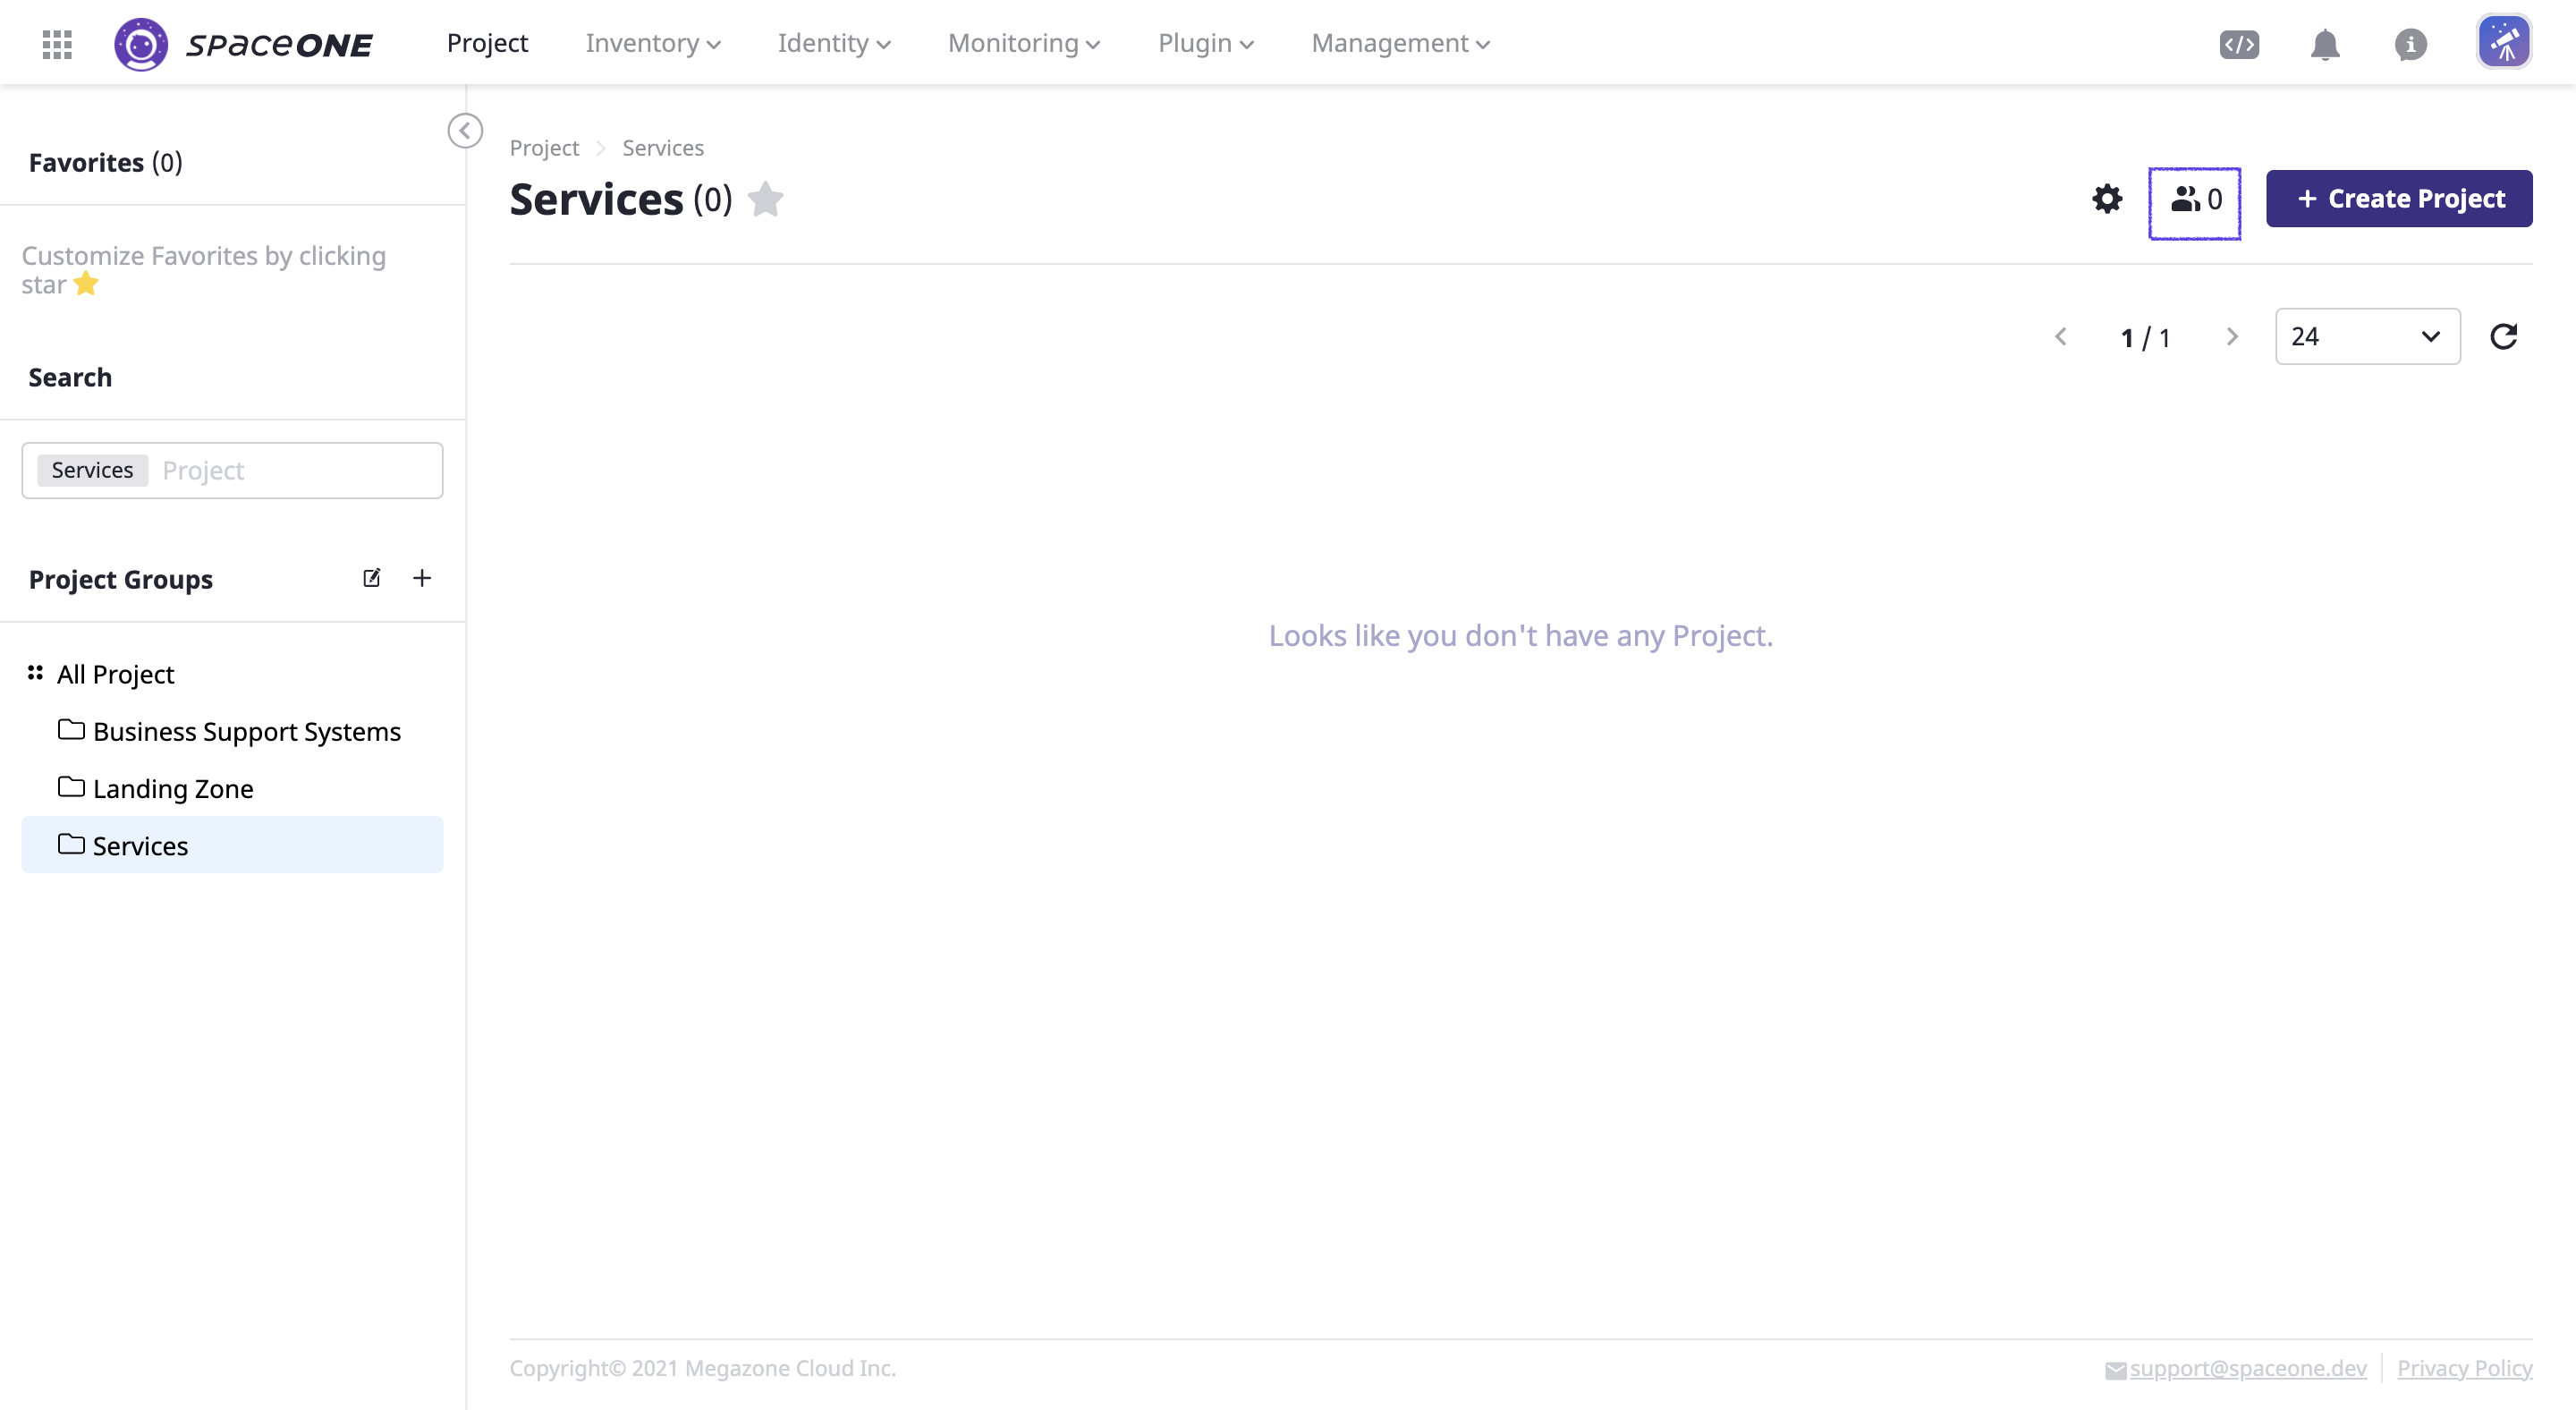 spaceONE Project Inventory Identity Monitoring Plugin Management
Favorites (0)
Customize Favorites by clicking
star
Search
Services Project
Project Groups
All Project
Business Support Systems
Landing Zone
Services
Project Services
Services (0)
0
+ Create Project
1 / 1
24
Looks like you don't have any Project.
Copyright© 2021 Megazone Cloud Inc.
support@spaceone.dev
Privacy Policy